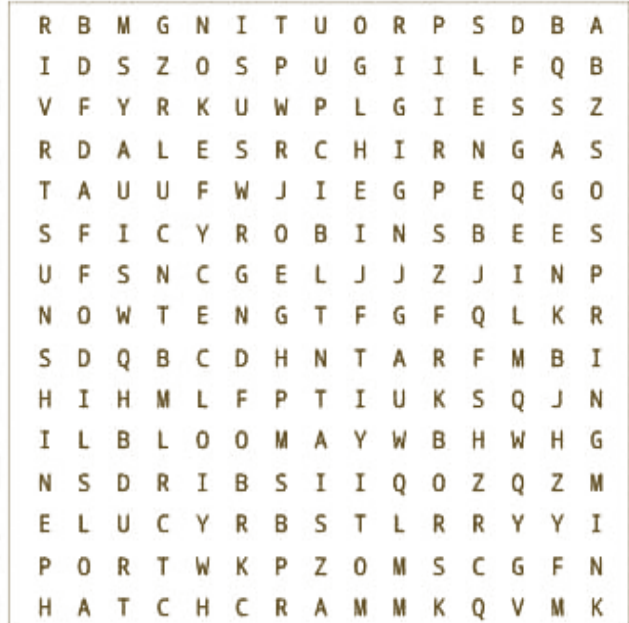 R B M G N I T U O R P S D B A
I D S Z O S P U G I I L F Q B
V F Y R K U W P L G I E S S Z
R D A L E S R C H I R N G A S
T A U U F W J I E G P E Q G O
S F I C Y R O B I N S B E E S
U F S N C G E L J J Z J I N P
N O W T E N G T F G F Q L K R
S D Q B C D H N T A R F M B I
H I H M L F P T I U K S Q J N
I L B L O O M A Y W B H W H G
N S D R I B S I I Q O Z Q Z M
E L U C Y R B S T L R R Y Y I
P O R T W K P Z O M S C G F N
H A T C H C R A M M K Q V M K